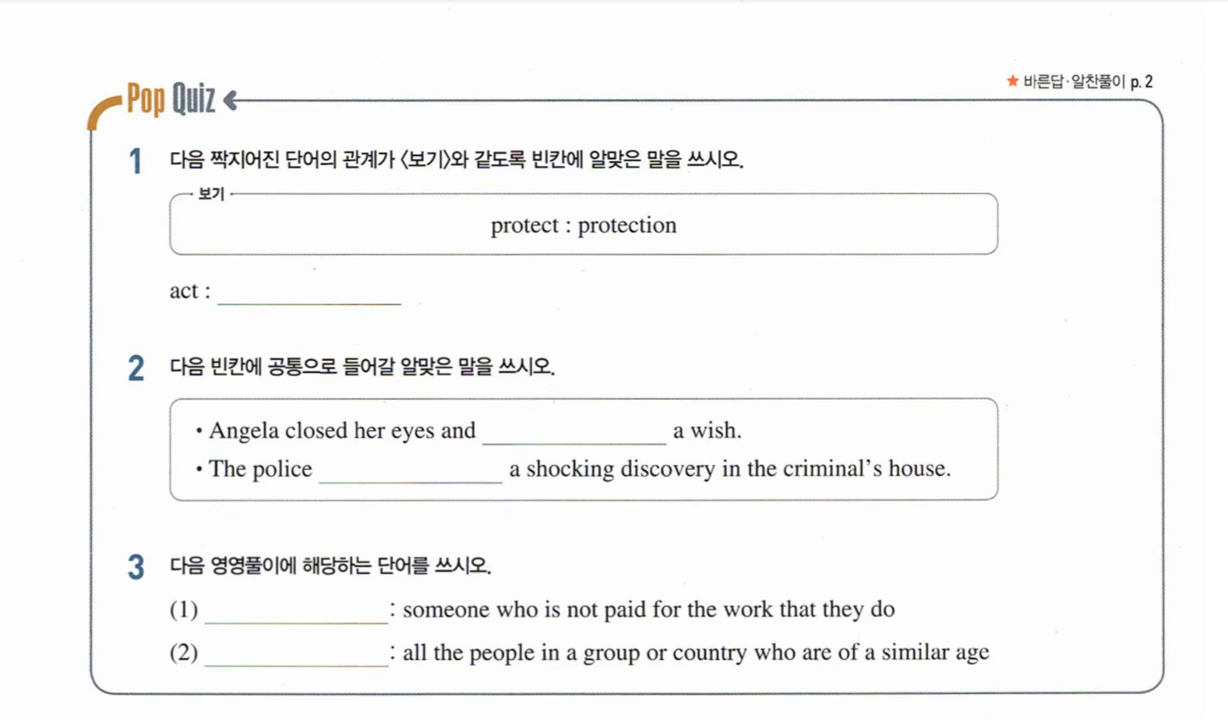 ★ 바른답·알찬풀이 p. 2
Pop Quiz
1 다음 짝지어진 단어의 관계가 <보기>와 같도록 빈칸에 알맞은 말을 쓰시오.
보기
protect : protection
act : ____________
2 다음 빈칸에 공통으로 들어갈 알맞은 말을 쓰시오.
• Angela closed her eyes and ____________ a wish.
• The police ____________ a shocking discovery in the criminal's house.
3 다음 영영풀이에 해당하는 단어를 쓰시오.
(1) ____________ : someone who is not paid for the work that they do
(2) ____________ : all the people in a group or country who are of a similar age